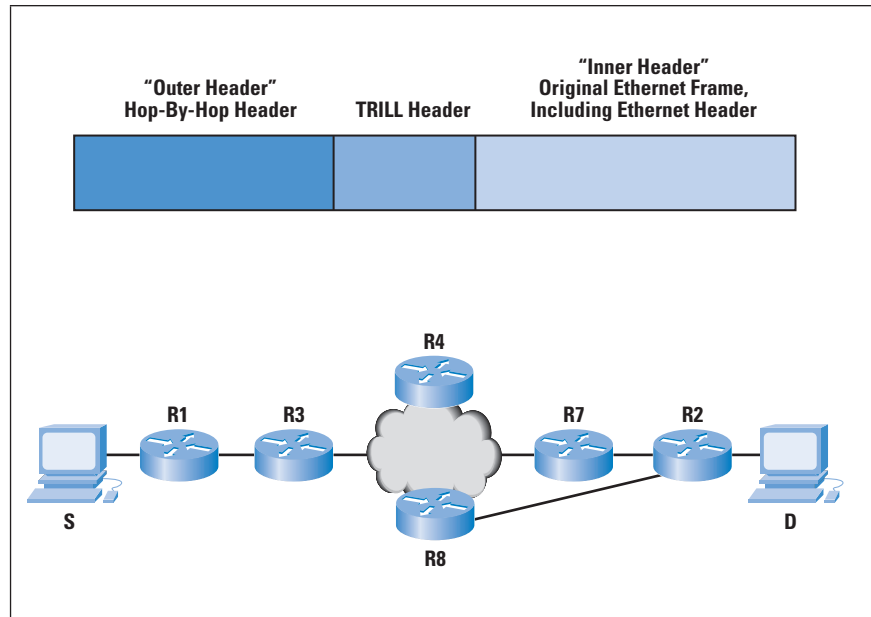 “Outer Header”
Hop-By-Hop Header
TRILL Header
“Inner Header”
Original Ethernet Frame,
Including Ethernet Header
R4
R1
R3
R7
R2
S
R8
D